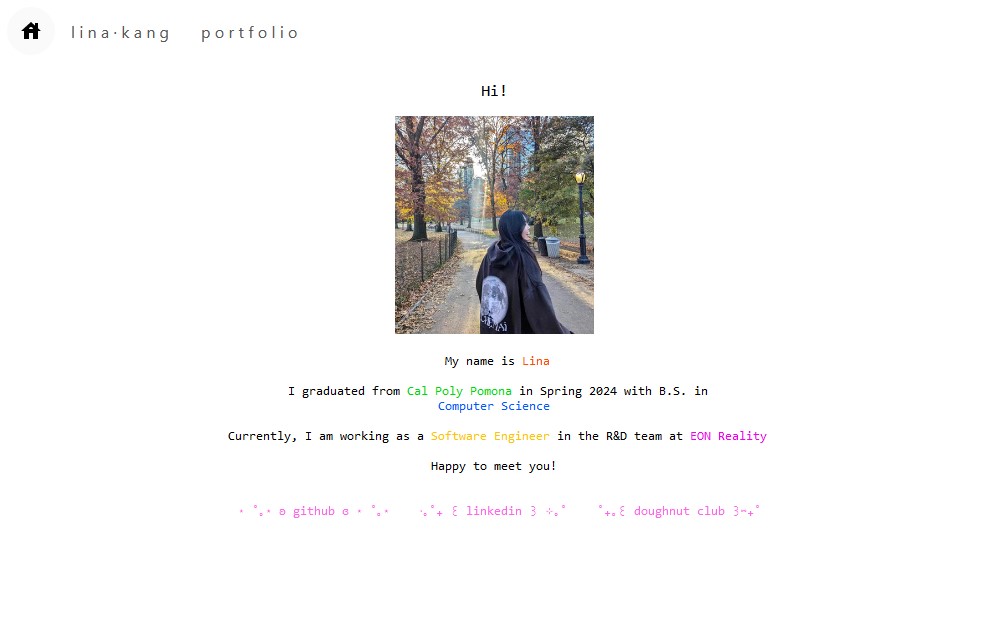 lina·kang portfolio
Hi!
My name is Lina
I graduated from Cal Poly Pomona in Spring 2024 with B.S. in
Computer Science
Currently, I am working as a Software Engineer in the R&D team at EON Reality
Happy to meet you!
⋆ ˚｡⋆ ʚ github ɞ ⋆ ˚｡⋆ ‧₊˚ ꒰ linkedin ꒱ ⊹｡˚ ˚₊｡꒰ doughnut club ꒱₊˚